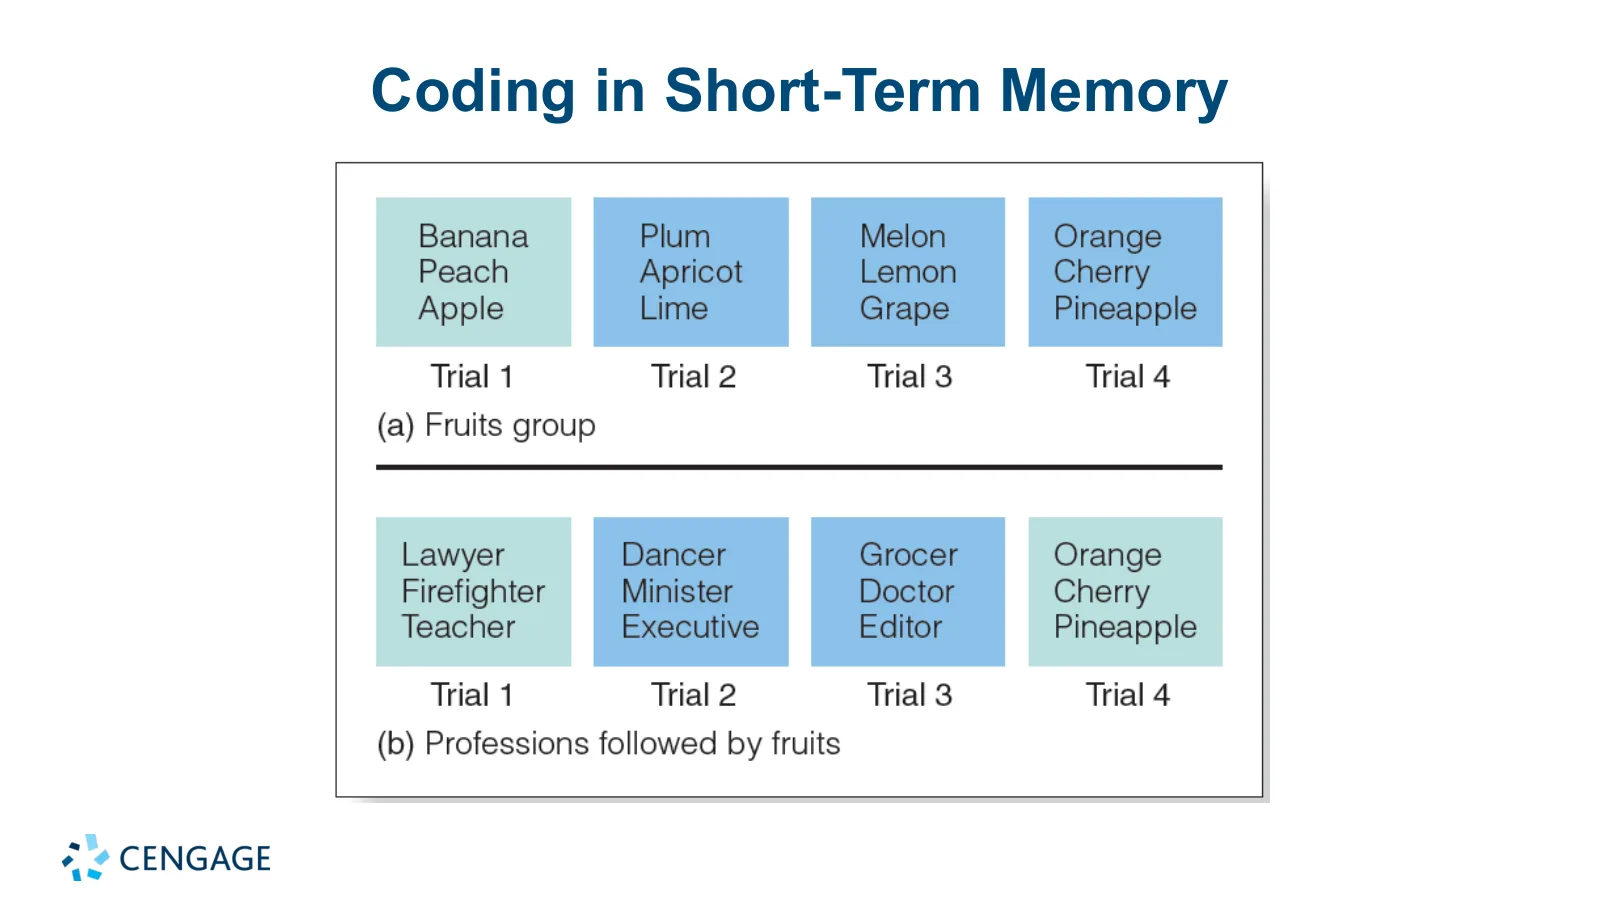 Coding in Short-Term Memory
Banana
Peach
Apple
Trial 1
Plum
Apricot
Lime
Trial 2
Melon
Lemon
Grape
Trial 3
Orange
Cherry
Pineapple
Trial 4
(a) Fruits group
Lawyer
Firefighter
Teacher
Trial 1
Dancer
Minister
Executive
Trial 2
Grocer
Doctor
Editor
Trial 3
Orange
Cherry
Pineapple
Trial 4
(b) Professions followed by fruits
CENGAGE